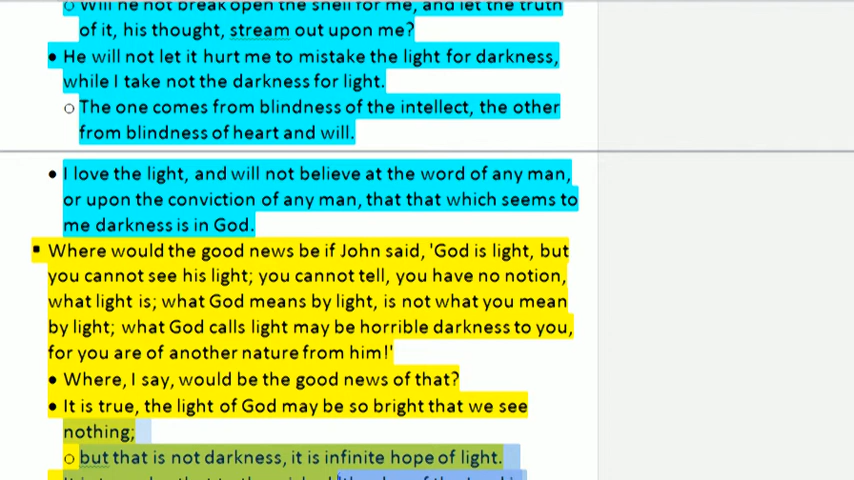 ○ Will he not break open the shell for me, and let the truth
of it, his thought, stream out upon me?
● He will not let it hurt me to mistake the light for darkness,
while I take not the darkness for light.
○ The one comes from blindness of the intellect, the other
from blindness of heart and will.
● I love the light, and will not believe at the word of any man,
or upon the conviction of any man, that that which seems to
me darkness is in God.
▪ Where would the good news be if John said, 'God is light, but
you cannot see his light; you cannot tell, you have no notion,
what light is; what God means by light, is not what you mean
by light; what God calls light may be horrible darkness to you,
for you are of another nature from him!'
● Where, I say, would be the good news of that?
● It is true, the light of God may be so bright that we see
nothing;
○ but that is not darkness, it is infinite hope of light.